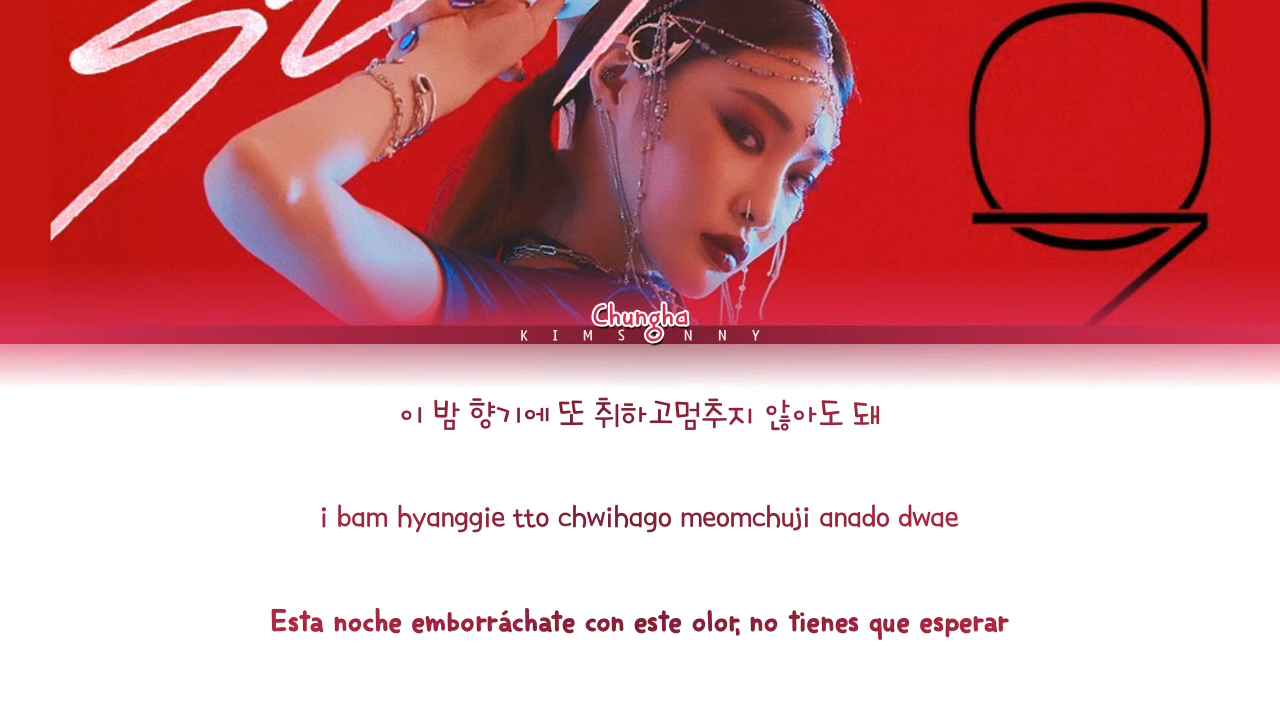 Chungha
KIMSONNY
이 밤 향기에 또 취하고멈추지 않아도 돼
i bam hyanggie tto chwihago meomchuji anado dwae
Esta noche emborráchate con este olor, no tienes que esperar